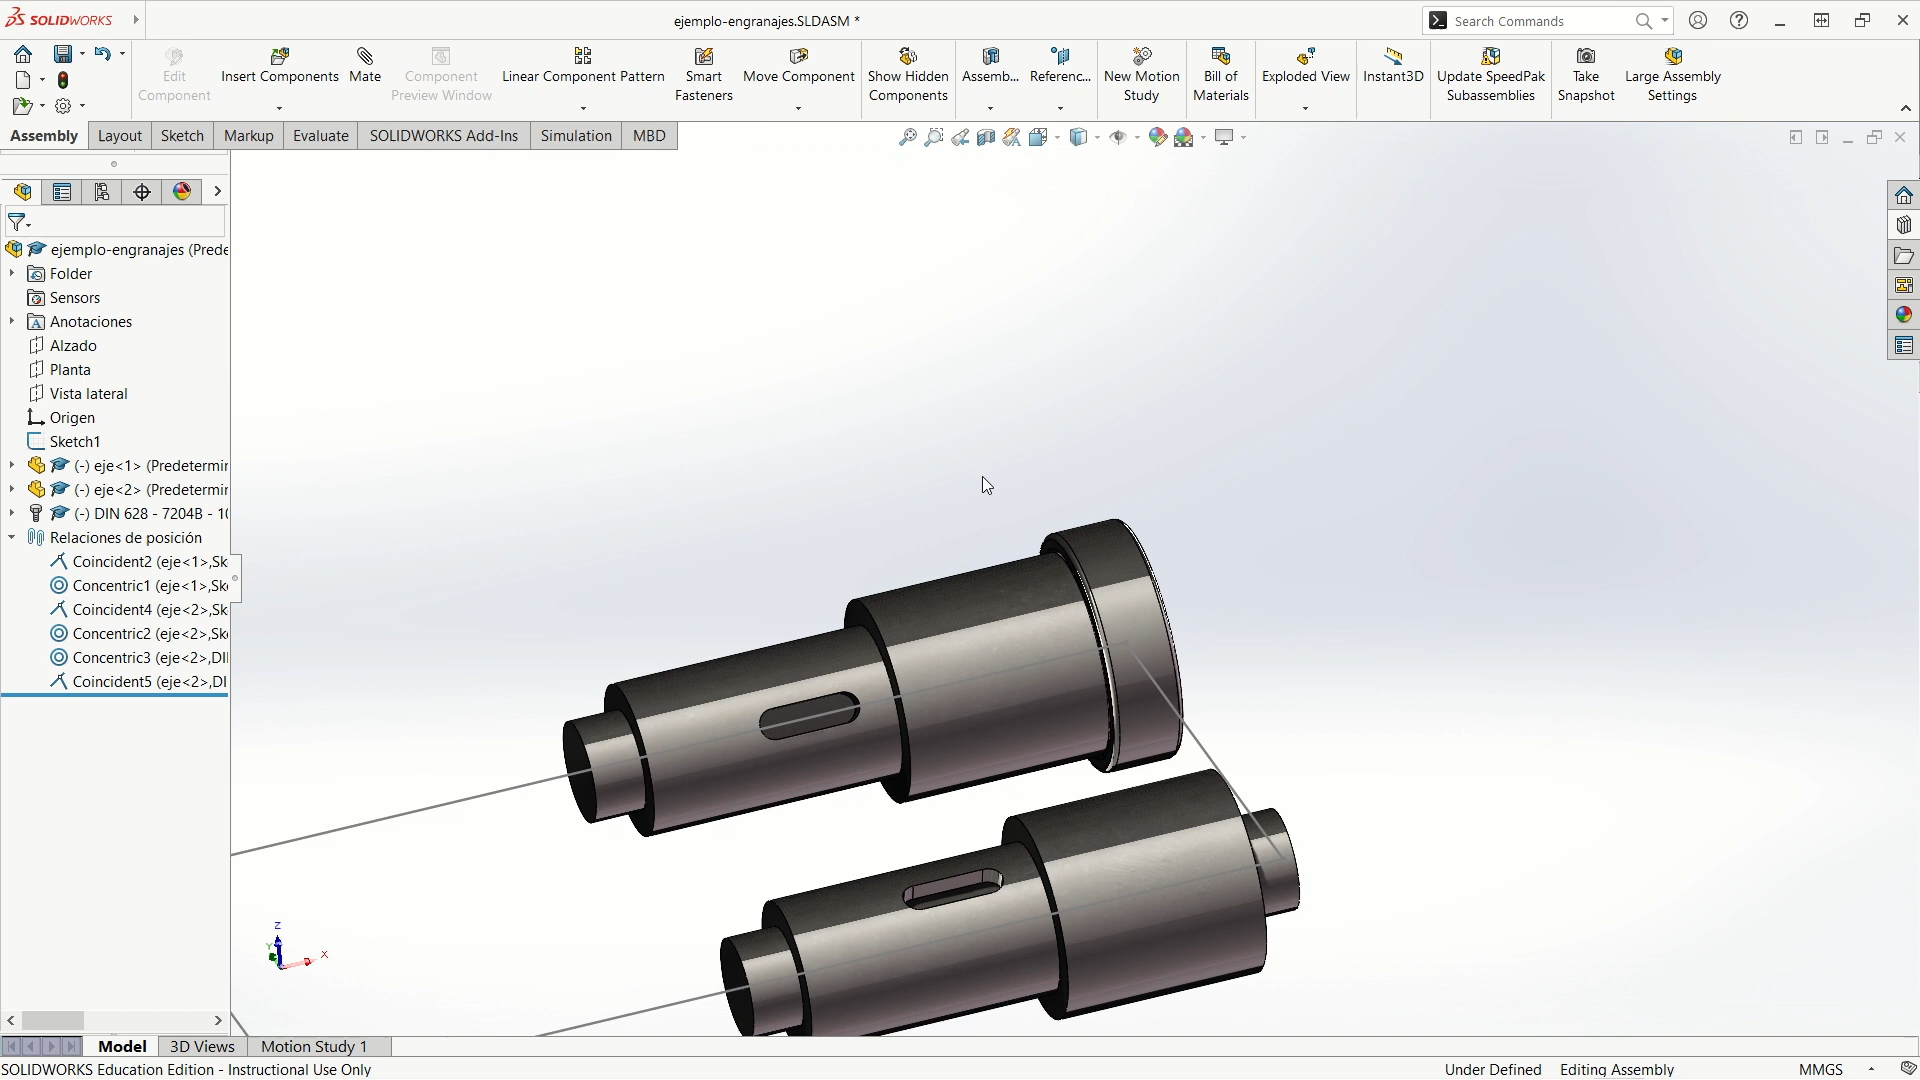 SOLIDWORKS
ejemplo-engranajes.SLDASM *
Search Commands
Edit Component
Insert Components
Mate
Component Preview Window
Linear Component Pattern
Smart Fasteners
Move Component
Show Hidden Components
Assemb...
Referenc...
New Motion Study
Bill of Materials
Exploded View
Instant3D
Update SpeedPak Subassemblies
Take Snapshot
Large Assembly Settings
Assembly
Layout
Sketch
Markup
Evaluate
SOLIDWORKS Add-Ins
Simulation
MBD
ejemplo-engranajes (Prede
Folder
Sensors
Anotaciones
Alzado
Planta
Vista lateral
Origen
Sketch1
(-) eje<1> (Predetermin
(-) eje<2> (Predetermin
(-) DIN 628 - 7204B - 10
Relaciones de posición
Coincident2 (eje<1>,Sk
Concentric1 (eje<1>,Sk
Coincident4 (eje<2>,Sk
Concentric2 (eje<2>,Sk
Concentric3 (eje<2>,DI
Coincident5 (eje<2>,DI
Z
Y
X
Model
3D Views
Motion Study 1
SOLIDWORKS Education Edition - Instructional Use Only
Under Defined
Editing Assembly
MMGS